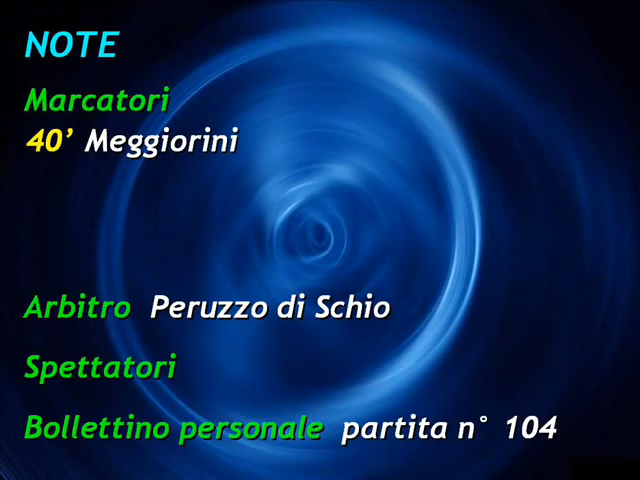 NOTE
Marcatori
40’ Meggiorini
Arbitro Peruzzo di Schio
Spettatori
Bollettino personale partita n° 104